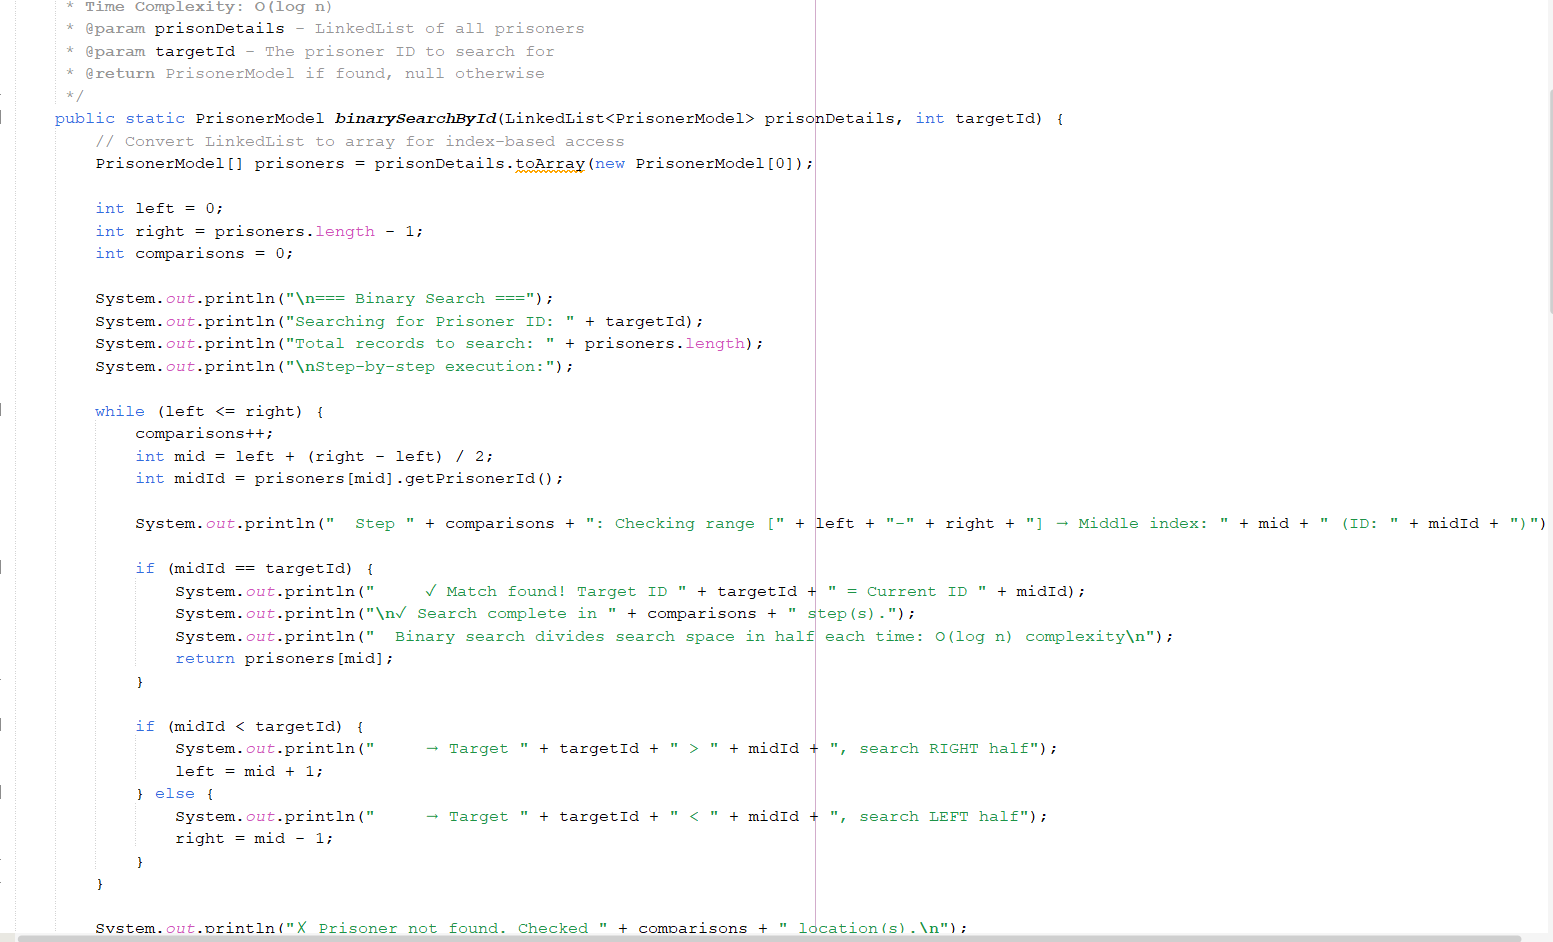 * Time Complexity: O(log n)
* @param prisonDetails - LinkedList of all prisoners
* @param targetId - The prisoner ID to search for
* @return PrisonerModel if found, null otherwise
*/
public static PrisonerModel binarySearchById(LinkedList<PrisonerModel> prisonDetails, int targetId) {
// Convert LinkedList to array for index-based access
PrisonerModel[] prisoners = prisonDetails.toArray(new PrisonerModel[0]);
int left = 0;
int right = prisoners.length - 1;
int comparisons = 0;
System.out.println("\n=== Binary Search ===");
System.out.println("Searching for Prisoner ID: " + targetId);
System.out.println("Total records to search: " + prisoners.length);
System.out.println("\nStep-by-step execution:");
while (left <= right) {
comparisons++;
int mid = left + (right - left) / 2;
int midId = prisoners[mid].getPrisonerId();
System.out.println("  Step " + comparisons + ": Checking range [" + left + "-" + right + "] → Middle index: " + mid + " (ID: " + midId + ")")
if (midId == targetId) {
System.out.println("     ✓ Match found! Target ID " + targetId + " = Current ID " + midId);
System.out.println("\n✓ Search complete in " + comparisons + " step(s).");
System.out.println("  Binary search divides search space in half each time: O(log n) complexity\n");
return prisoners[mid];
}
if (midId < targetId) {
System.out.println("     → Target " + targetId + " > " + midId + ", search RIGHT half");
left = mid + 1;
} else {
System.out.println("     → Target " + targetId + " < " + midId + ", search LEFT half");
right = mid - 1;
}
}
System.out.println("✗ Prisoner not found. Checked " + comparisons + " location(s).\n");